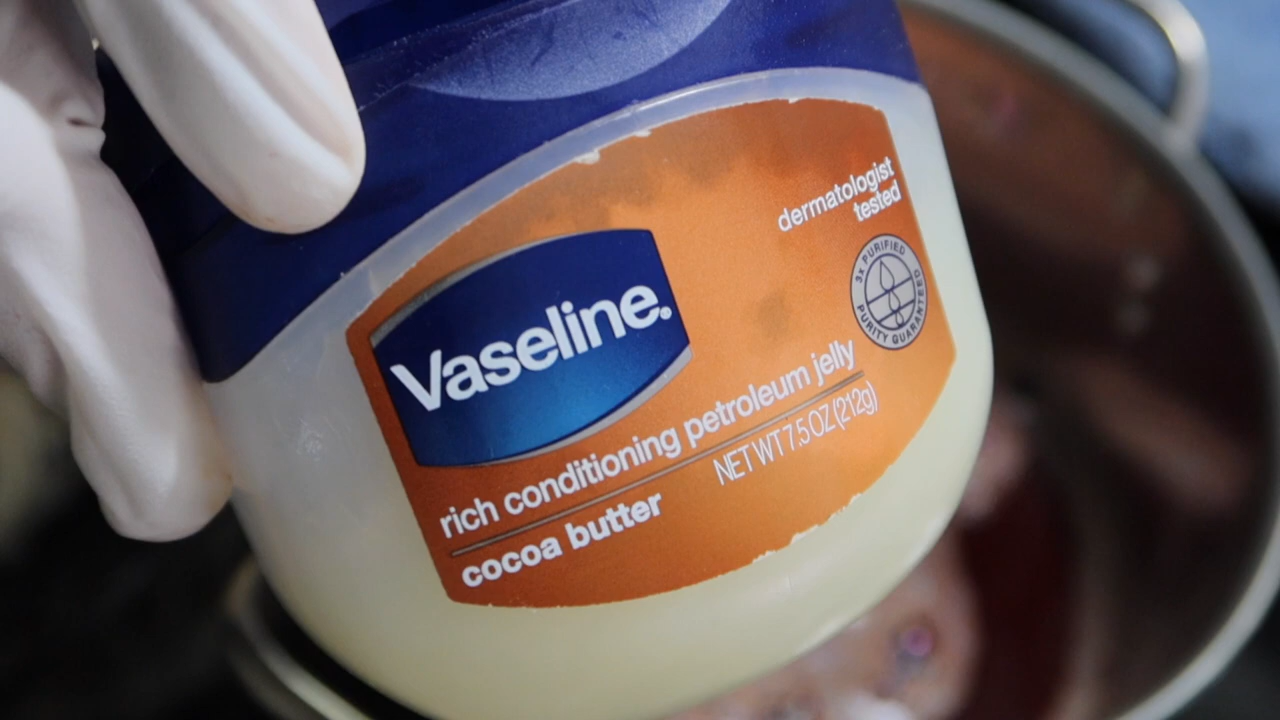 dermatologist
tested
3x PURIFIED
PURITY GUARANTEED
Vaseline.
rich conditioning petroleum jelly
NET WT 7.5 OZ (212g)
cocoa butter